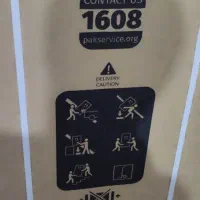 CONTACT US
1608
pakservice.org
DELIVERY
CAUTION